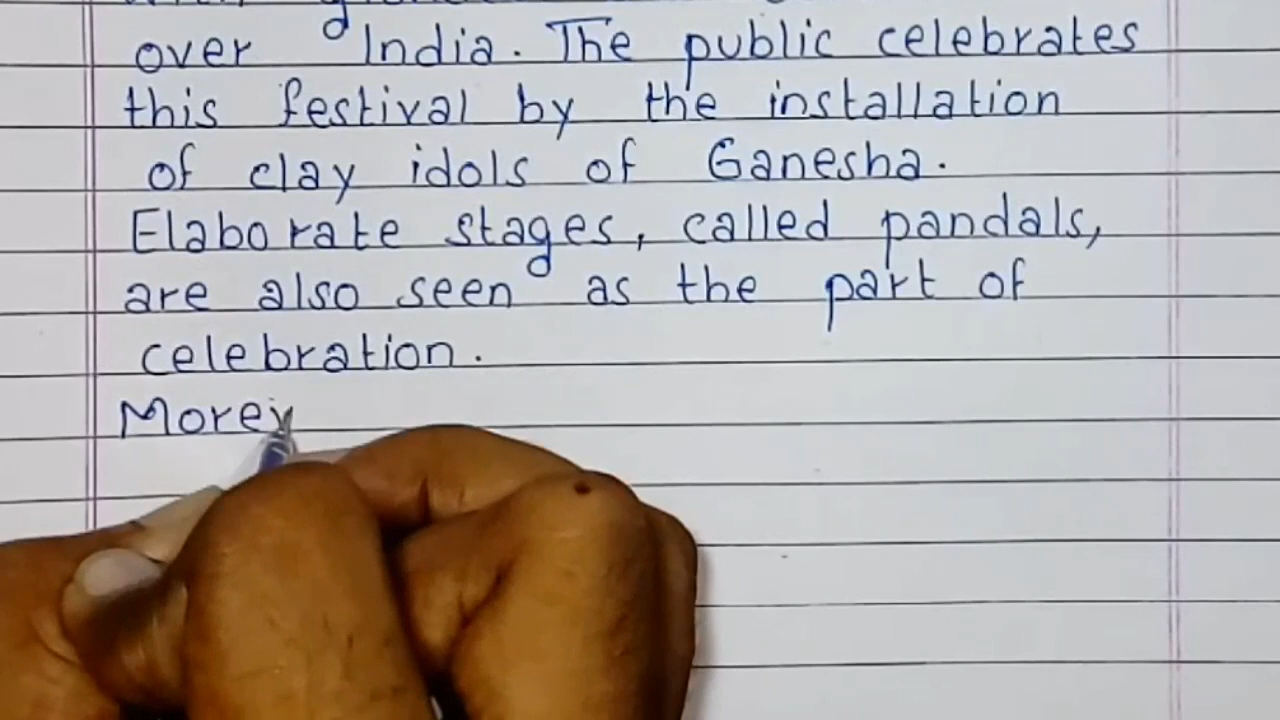 over India. The public celebrates
this festival by the installation
of clay idols of Ganesha.
Elaborate stages, called pandals,
are also seen as the part of
celebration.
Morev